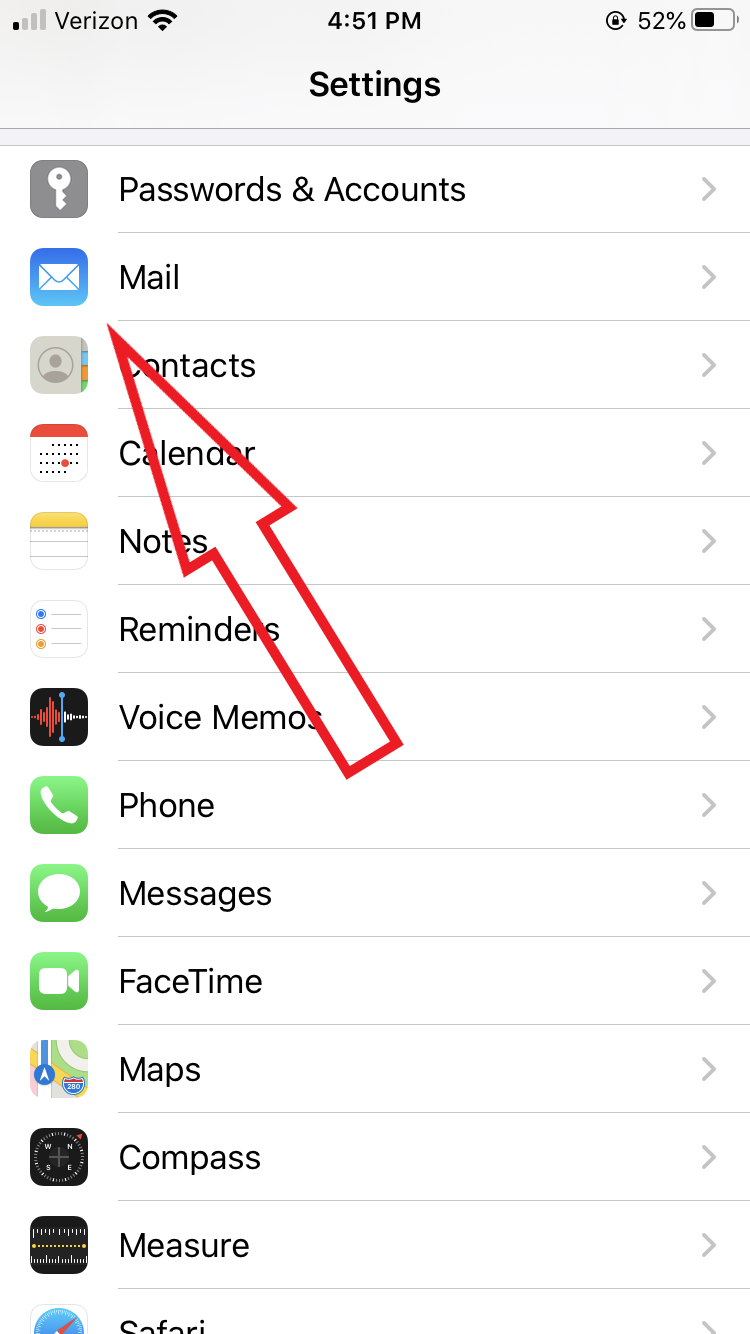 Verizon 4:51 PM 52%
Settings
Passwords & Accounts
Mail
Contacts
Calendar
Notes
Reminders
Voice Memos
Phone
Messages
FaceTime
280
Maps
W N
S E
Compass
Measure
Safari